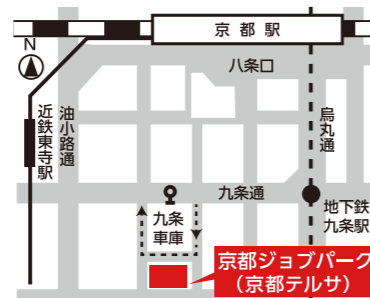 京都駅
N
八条口
近鉄東寺駅
油小路通
烏丸通
九条通
九条
車庫
地下鉄
九条駅
京都ジョブパーク
（京都テルサ）